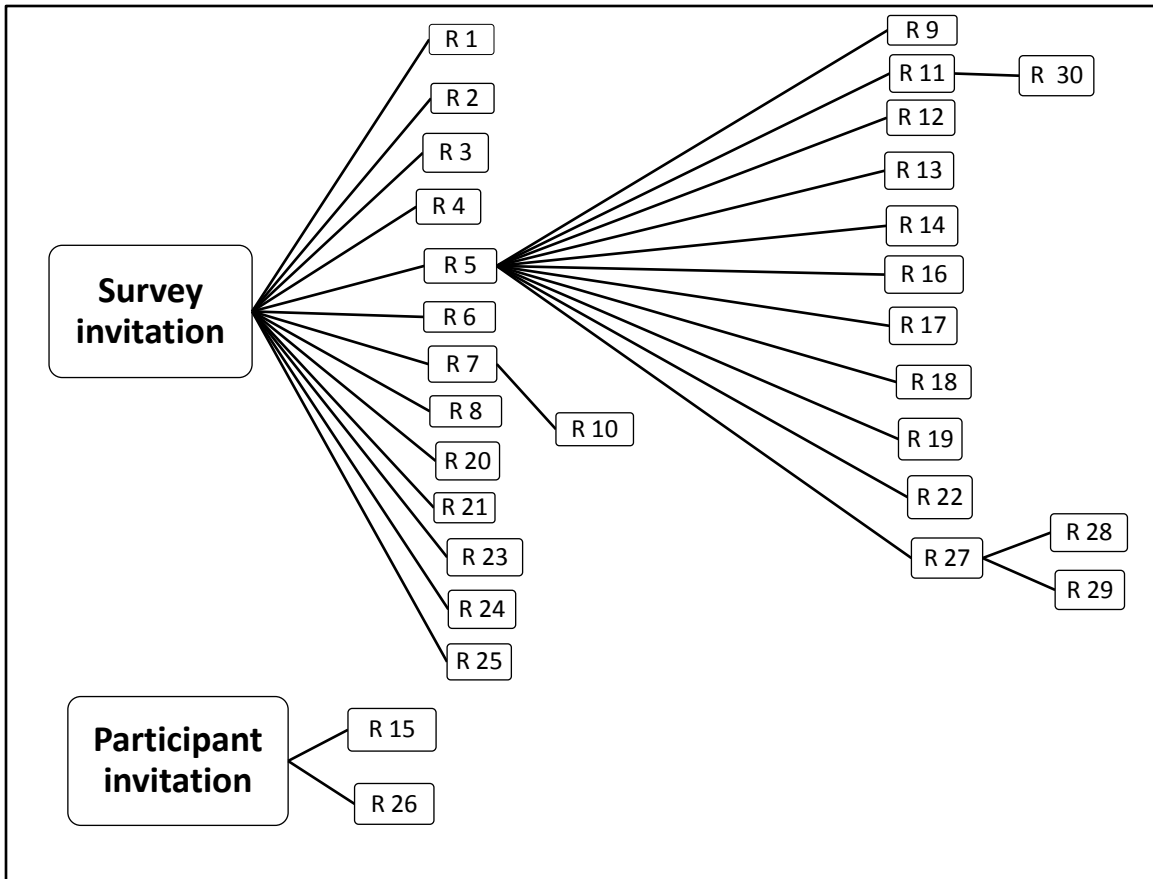 Survey
invitation
R 1
R 2
R 3
R 4
R 5
R 6
R 7
R 8
R 20
R 21
R 23
R 24
R 25
R 10
R 9
R 11
R 12
R 13
R 14
R 16
R 17
R 18
R 19
R 22
R 27
R 30
R 28
R 29
Participant
invitation
R 15
R 26